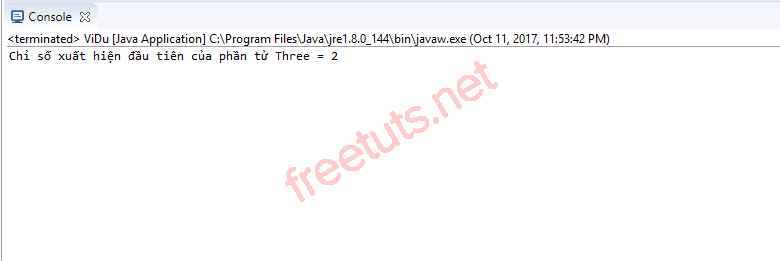 Console
<terminated> ViDu [Java Application] C:\Program Files\Java\jre1.8.0_144\bin\javaw.exe (Oct 11, 2017, 11:53:42 PM)
Chỉ số xuất hiện đầu tiên của phần tử Three = 2
freetuts.net